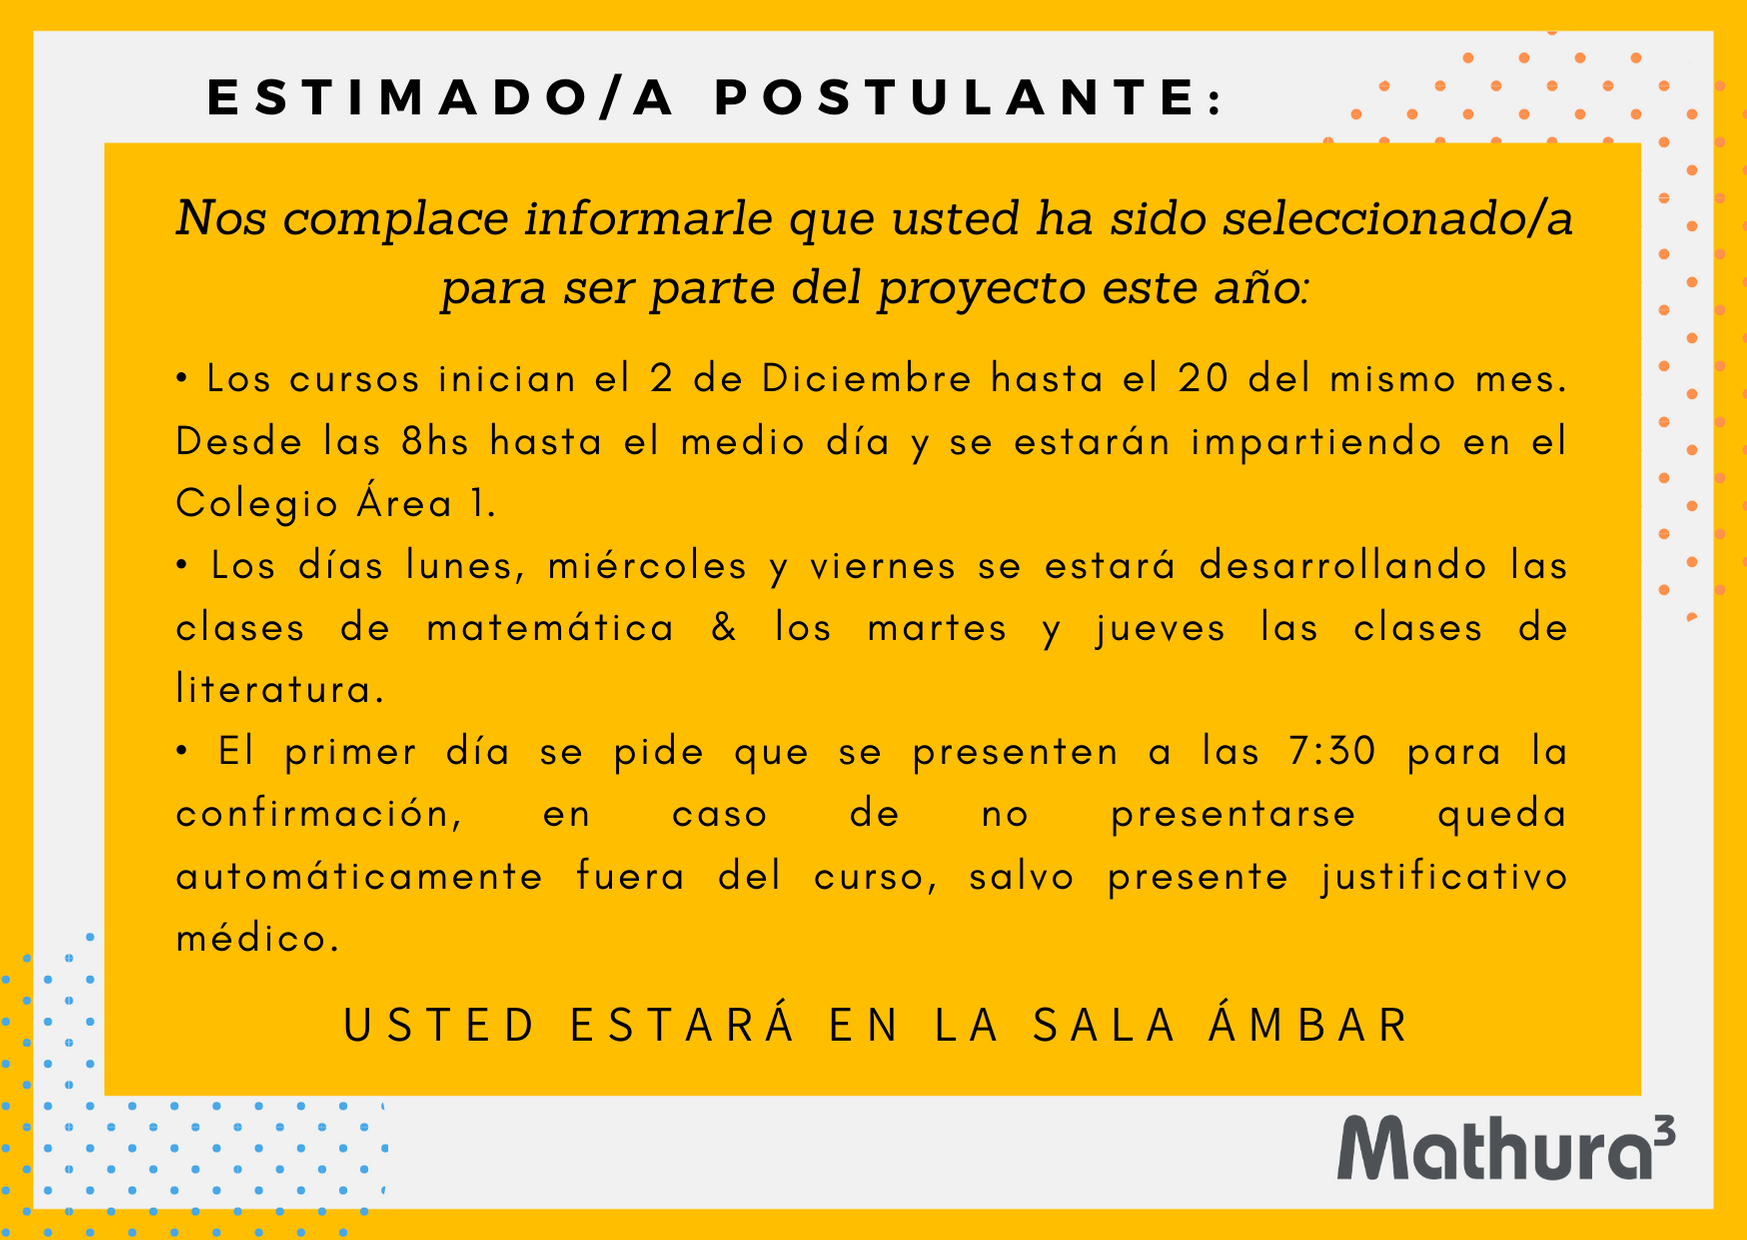 ESTIMADO/A POSTULANTE:
Nos complace informarle que usted ha sido seleccionado/a
para ser parte del proyecto este año:
• Los cursos inician el 2 de Diciembre hasta el 20 del mismo mes.
Desde las 8hs hasta el medio día y se estarán impartiendo en el
Colegio Área 1.
• Los días lunes, miércoles y viernes se estará desarrollando las
clases de matemática & los martes y jueves las clases de
literatura.
• El primer día se pide que se presenten a las 7:30 para la
confirmación, en caso de no presentarse queda
automáticamente fuera del curso, salvo presente justificativo
médico.
USTED ESTARÁ EN LA SALA ÁMBAR
Mathura³